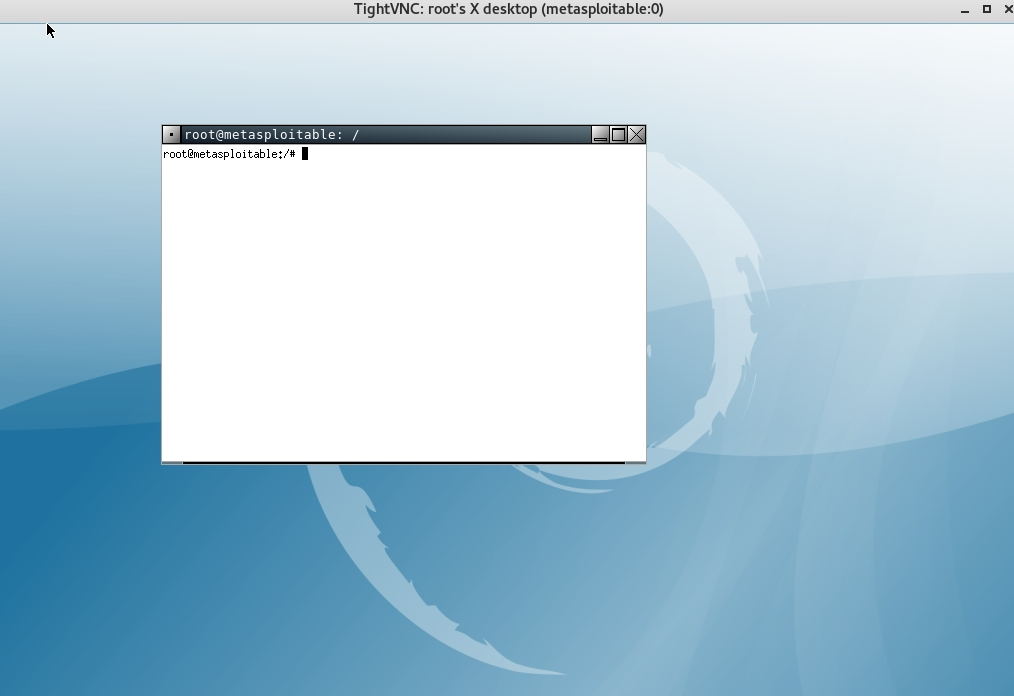 TightVNC: root's X desktop (metasploitable:0)
root@metasploitable: /
root@metasploitable:/#